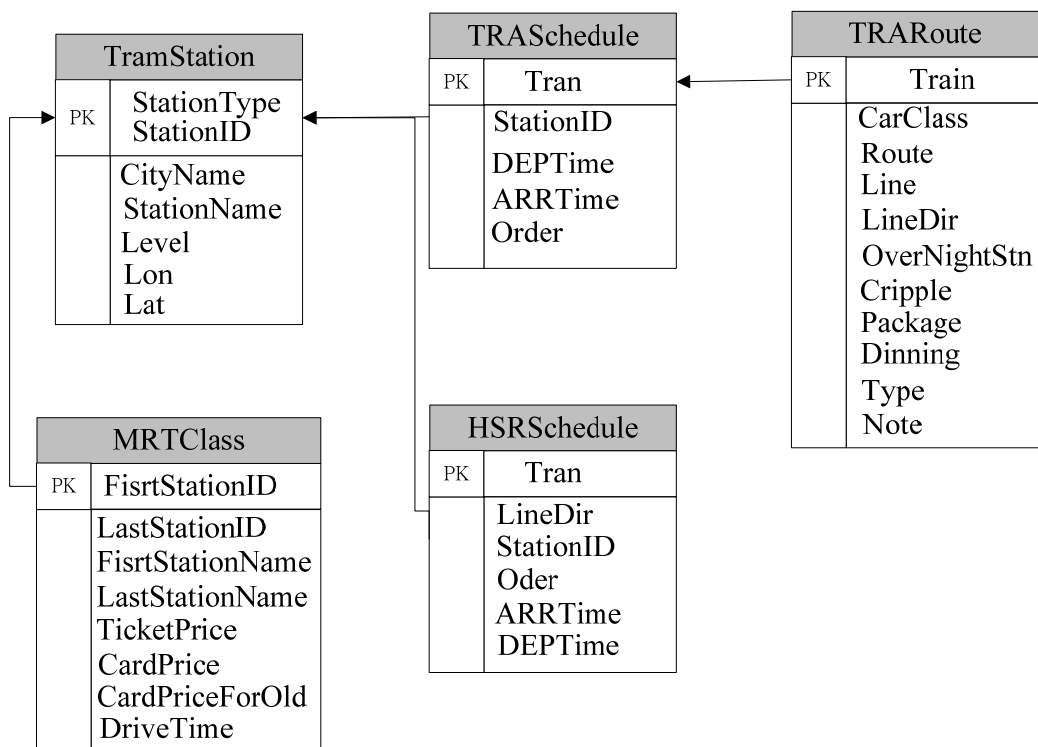 TramStation
PK
StationType
StationID
CityName
StationName
Level
Lon
Lat
TRASchedule
PK
Tran
StationID
DEPTime
ARRTime
Order
TRARoute
PK
Train
CarClass
Route
Line
LineDir
OverNightStn
Cripple
Package
Dinning
Type
Note
MRTClass
PK
FisrtStationID
LastStationID
FisrtStationName
LastStationName
TicketPrice
CardPrice
CardPriceForOld
DriveTime
HSRSchedule
PK
Tran
LineDir
StationID
Oder
ARRTime
DEPTime